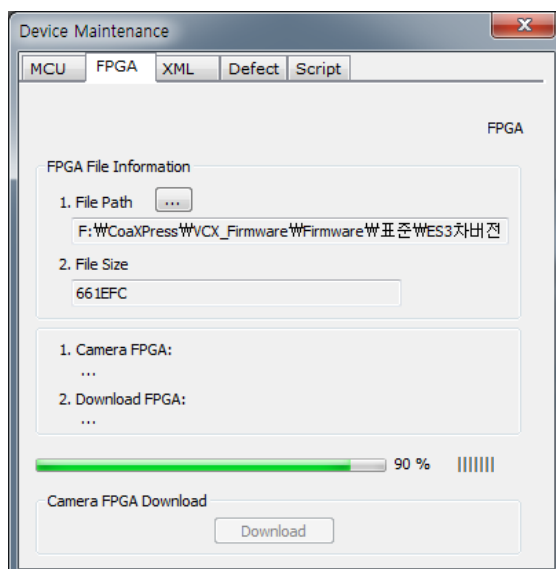 Device Maintenance
MCU FPGA XML Defect Script
FPGA
FPGA File Information
1. File Path ...
F:₩CoaXPress₩VCX_Firmware₩Firmware₩표준₩ES3차버전
2. File Size
661EFC
1. Camera FPGA:
...
2. Download FPGA:
...
90 %
Camera FPGA Download
Download